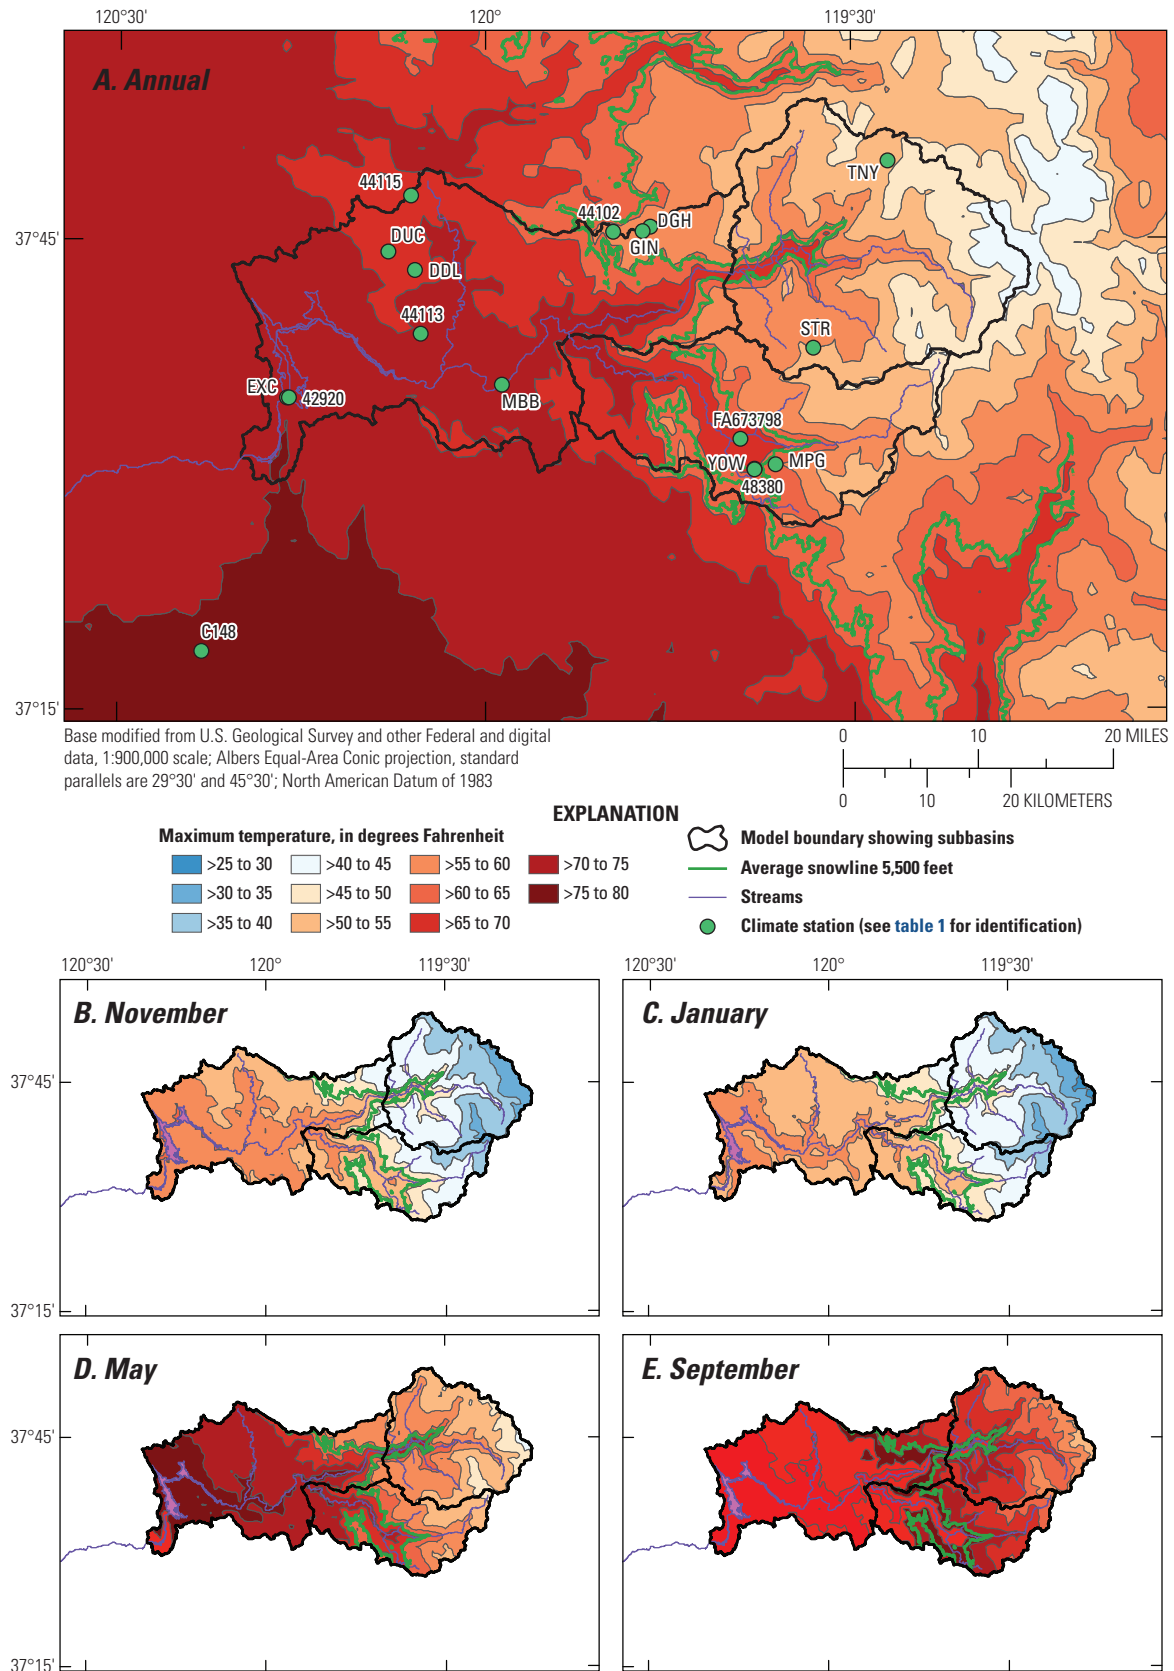 120°30'
120°
119°30'
A. Annual
TNY
44115
44102
DGH
GIN
37°45'
DUC
DDL
44113
STR
EXC
42920
MBB
FA673798
YOW
MPG
48380
C148
37°15'
Base modified from U.S. Geological Survey and other Federal and digital
data, 1:900,000 scale; Albers Equal-Area Conic projection, standard
parallels are 29°30' and 45°30'; North American Datum of 1983
0
10
20 MILES
0
10
20 KILOMETERS
EXPLANATION
Maximum temperature, in degrees Fahrenheit
>25 to 30
>30 to 35
>35 to 40
>40 to 45
>45 to 50
>50 to 55
>55 to 60
>60 to 65
>65 to 70
>70 to 75
>75 to 80
Model boundary showing subbasins
Average snowline 5,500 feet
Streams
Climate station (see table 1 for identification)
120°30'
120°
119°30'
B. November
37°45'
37°15'
120°30'
120°
119°30'
C. January
D. May
37°45'
37°15'
E. September